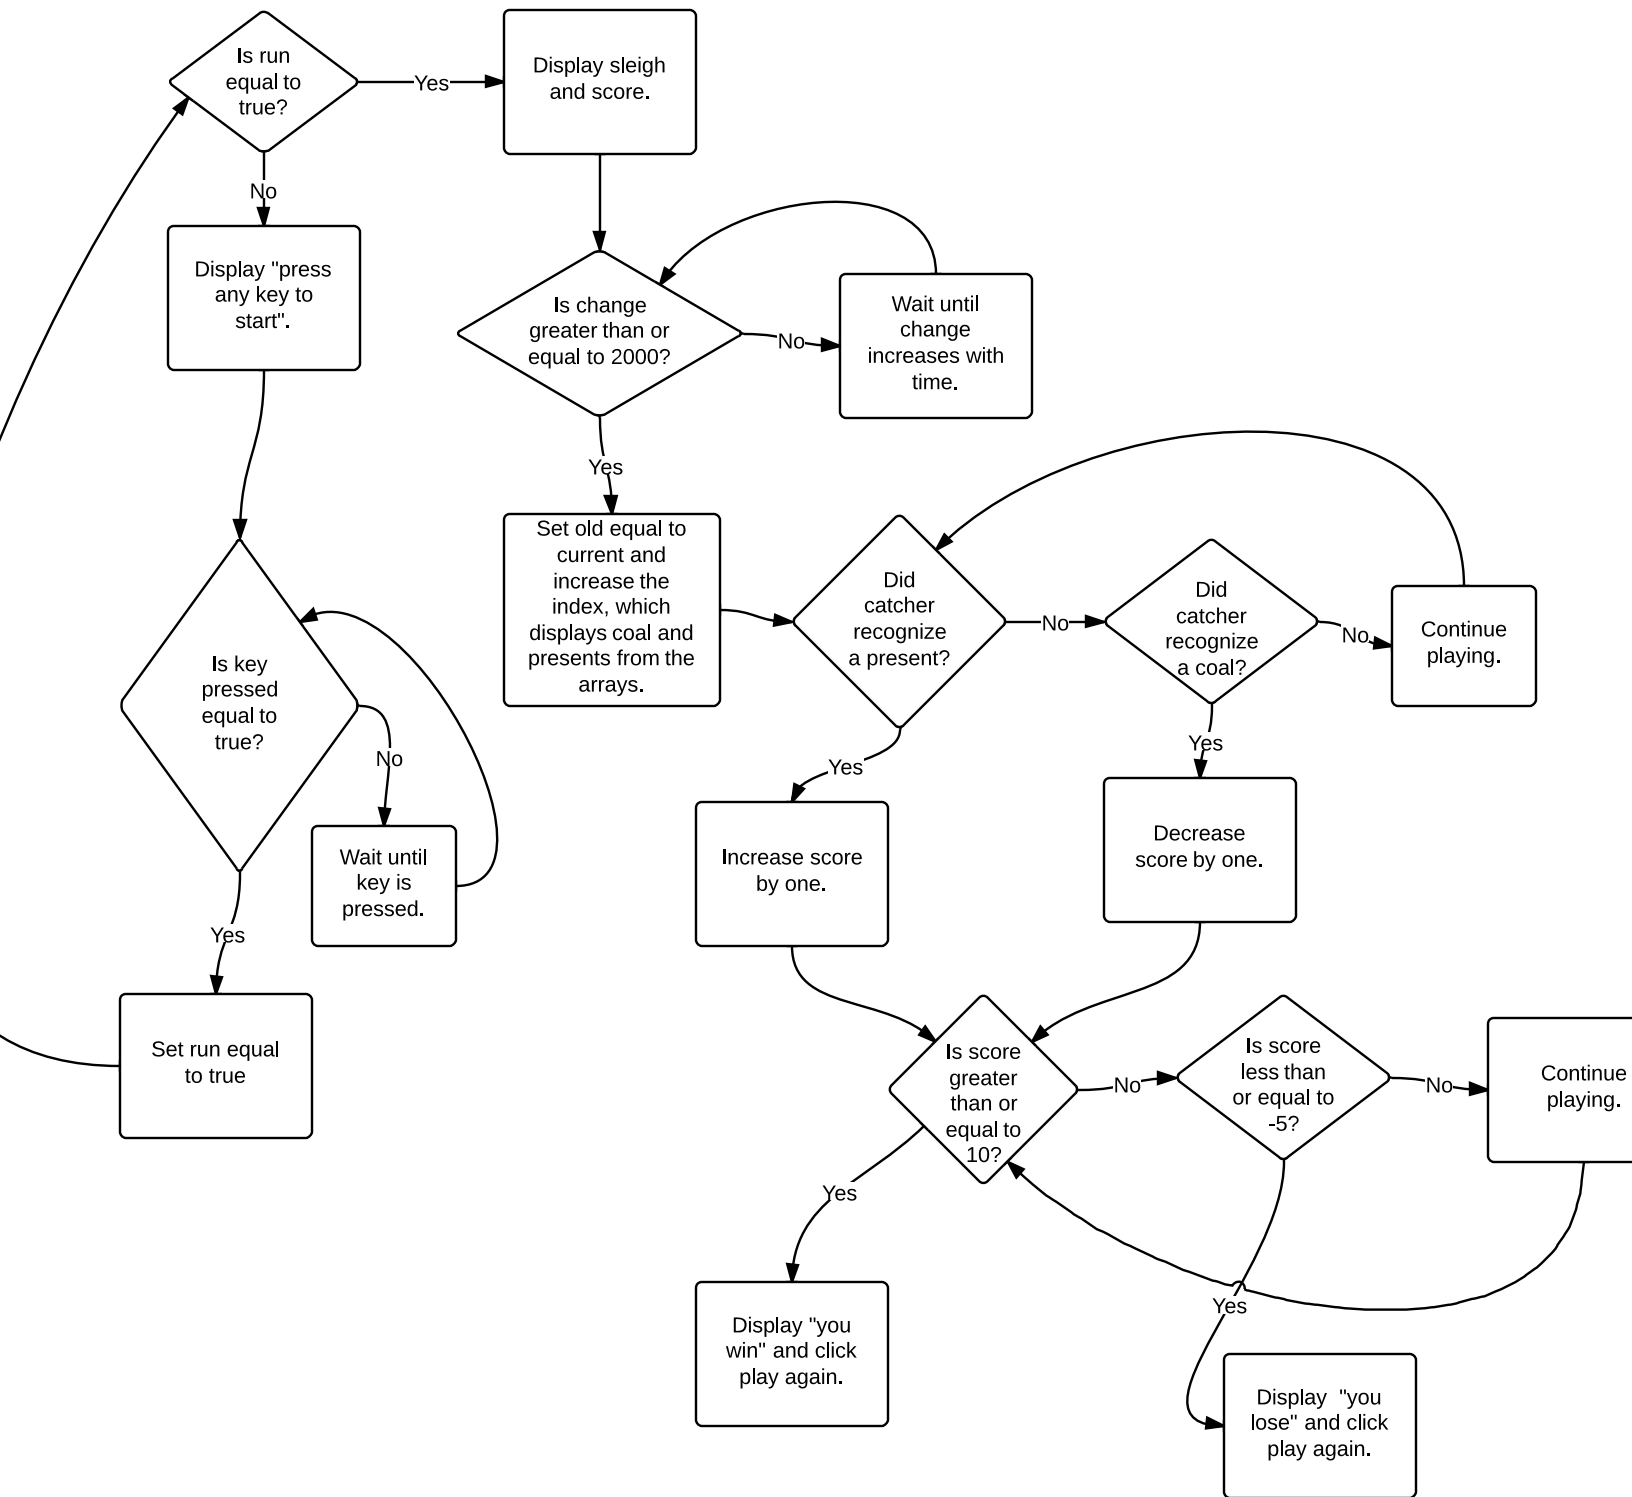 Is run
equal to
true?
Yes
Display sleigh
and score.
No
Display "press
any key to
start".
Is change
greater than or
equal to 2000?
No
Wait until
change
increases with
time.
Yes
Set old equal to
current and
increase the
index, which
displays coal and
presents from the
arrays.
Did
catcher
recognize
a present?
No
Did
catcher
recognize
a coal?
No
Continue
playing.
Is key
pressed
equal to
true?
No
Wait until
key is
pressed.
Yes
Set run equal
to true
Yes
Increase score
by one.
Yes
Decrease
score by one.
Is score
greater
than or
equal to
10?
No
Is score
less than
or equal to
-5?
No
Continue
playing.
Yes
Display "you
win" and click
play again.
Yes
Display  "you
lose" and click
play again.